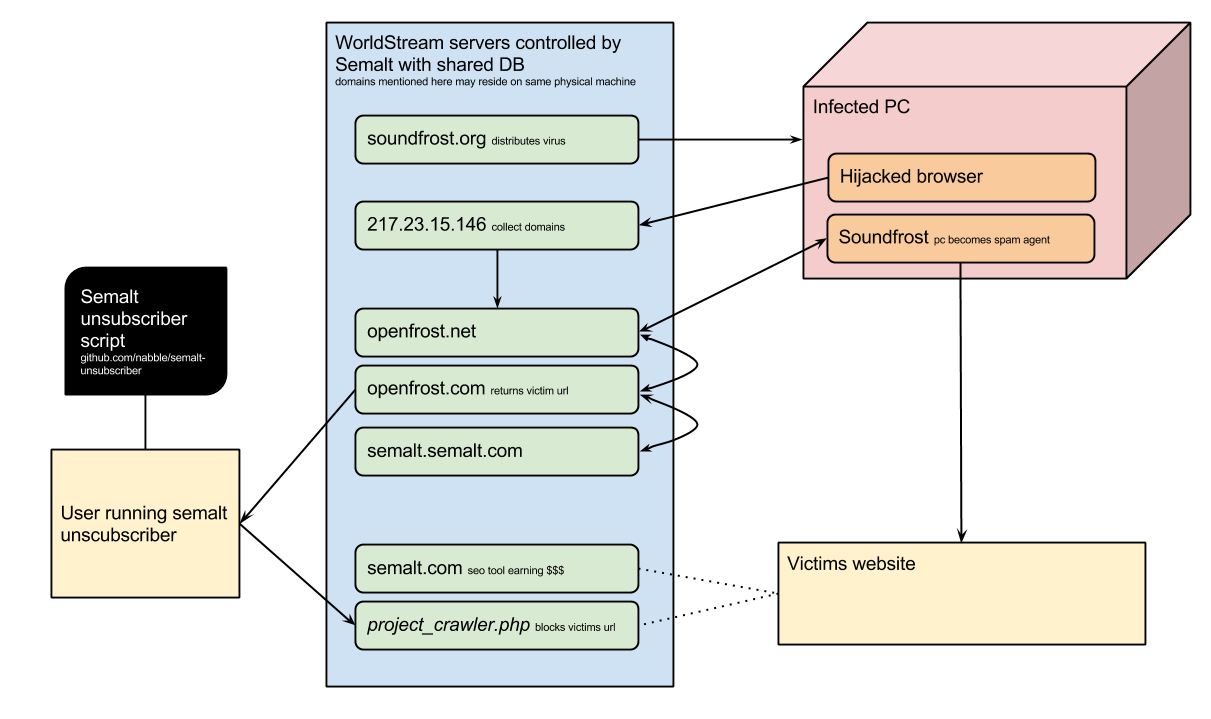 WorldStream servers controlled by
Semalt with shared DB
domains mentioned here may reside on same physical machine
soundfrost.org distributes virus
217.23.15.146 collect domains
openfrost.net
openfrost.com returns victim url
semalt.semalt.com
semalt.com seo tool earning $$$
project_crawler.php blocks victims url
Infected PC
Hijacked browser
Soundfrost pc becomes spam agent
Semalt
unsubscriber
script
github.com/nabble/semalt-
unsubscriber
User running semalt
unscubscriber
Victims website